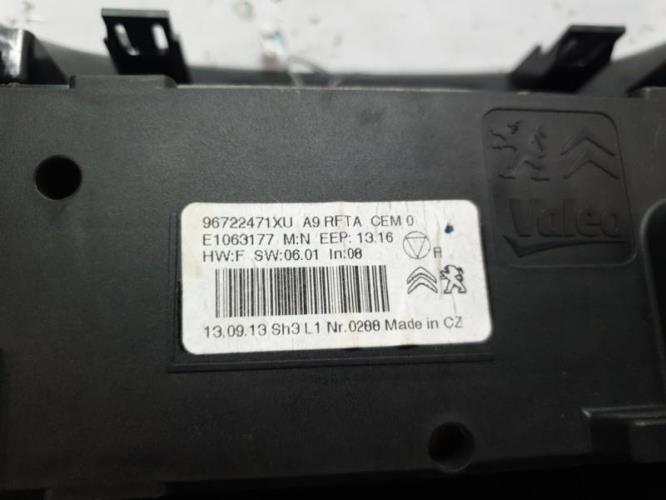 96722471XU A9 RFTA CEM 0
E1063177 M:N EEP: 13.16
HW:F SW:06.01 In:08
R
13.09.13 Sh3 L1 Nr.0288 Made in CZ
Valeo